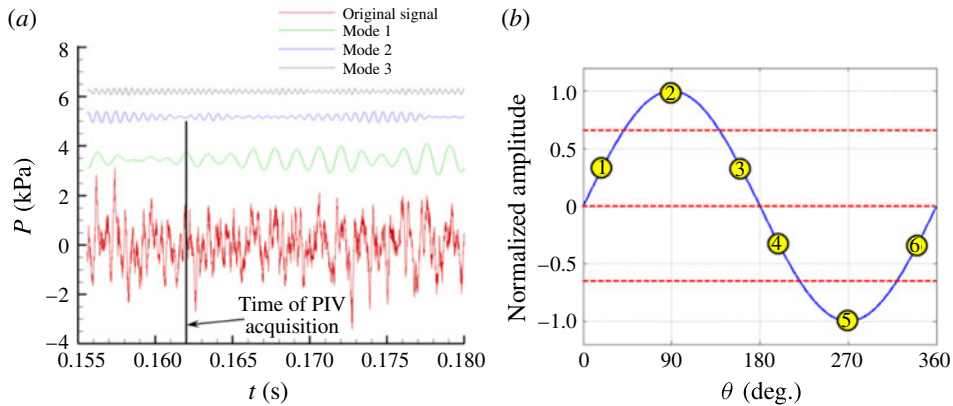 (a)
Original signal
Mode 1
Mode 2
Mode 3
8
6
4
2
0
−2
−4
P (kPa)
Time of PIV
acquisition
0.155
0.160
0.165
0.170
0.175
0.180
t (s)
(b)
1.0
0.5
0
−0.5
−1.0
Normalized amplitude
1
2
3
4
5
6
0
90
180
270
360
θ (deg.)